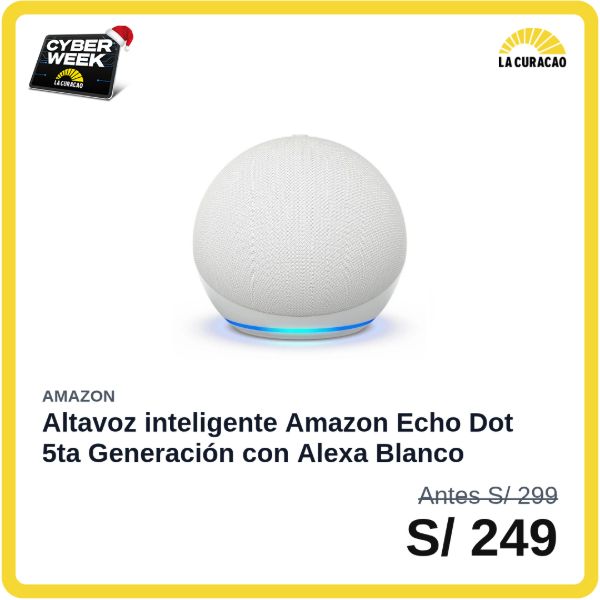 CYBER
WEEK
LA CURACAO
LA CURACAO
AMAZON
Altavoz inteligente Amazon Echo Dot
5ta Generación con Alexa Blanco
Antes S/ 299
S/ 249